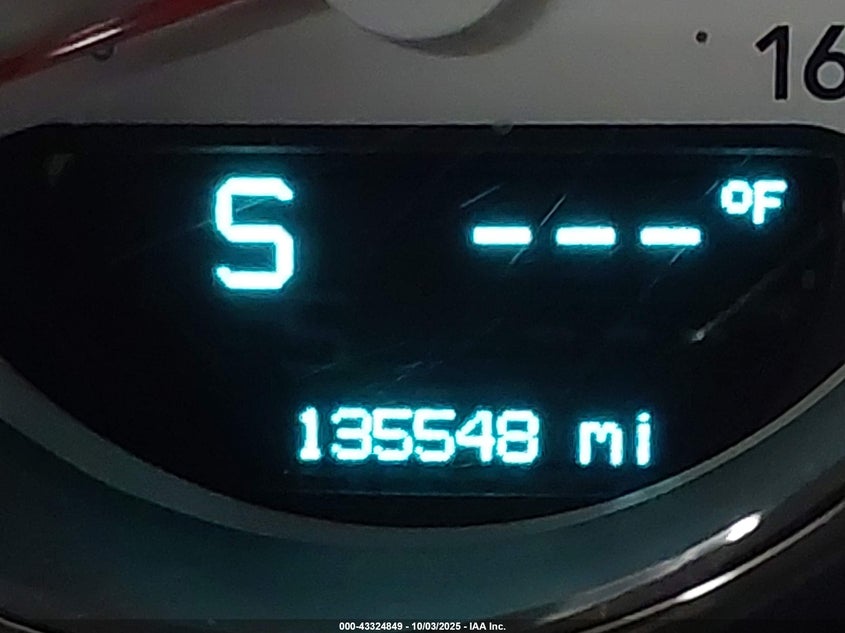 16
S --- °F
135548 mi
000-43324849 - 10/03/2025 - IAA Inc.